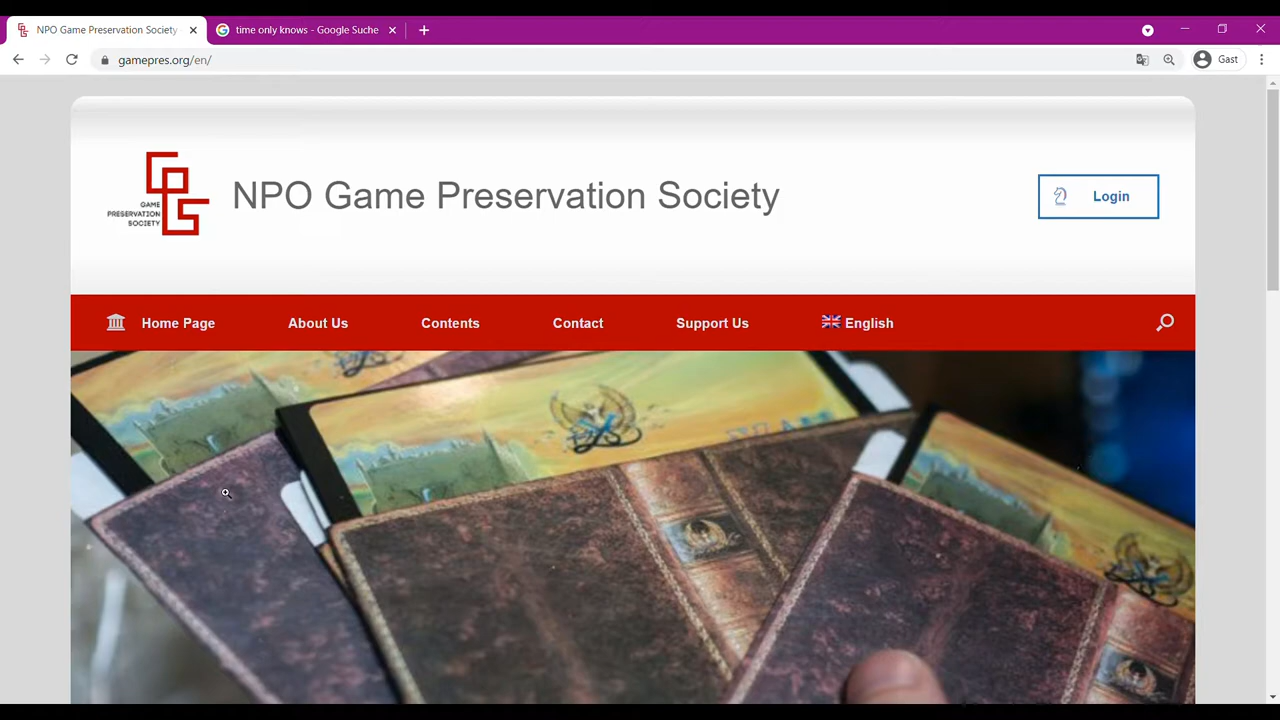 NPO Game Preservation Society
time only knows - Google Suche
gamepres.org/en/
Gast
GAME
PRESERVATION
SOCIETY
NPO Game Preservation Society
Login
Home Page
About Us
Contents
Contact
Support Us
English